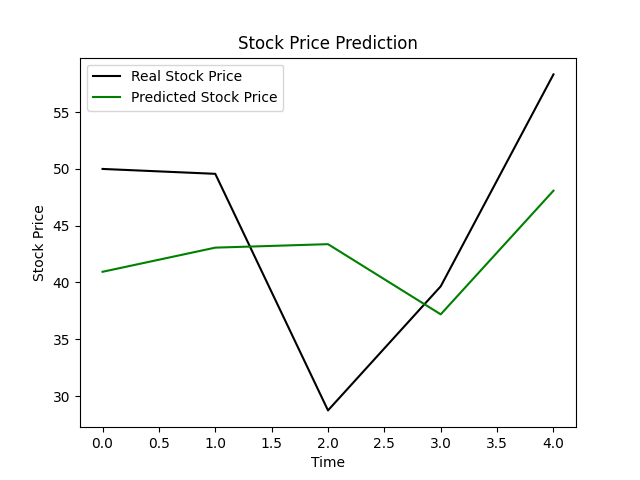 Stock Price Prediction
Real Stock Price
Predicted Stock Price
Stock Price
55
50
45
40
35
30
0.0 0.5 1.0 1.5 2.0 2.5 3.0 3.5 4.0
Time